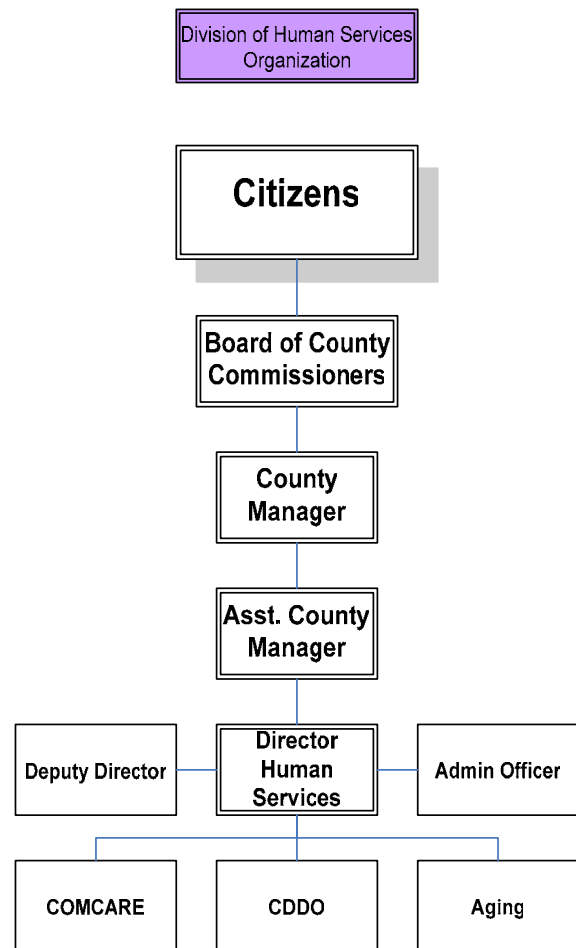 Division of Human Services
Organization
Citizens
Board of County
Commissioners
County
Manager
Asst. County
Manager
Director
Human
Services
Deputy Director
Admin Officer
COMCARE
CDDO
Aging